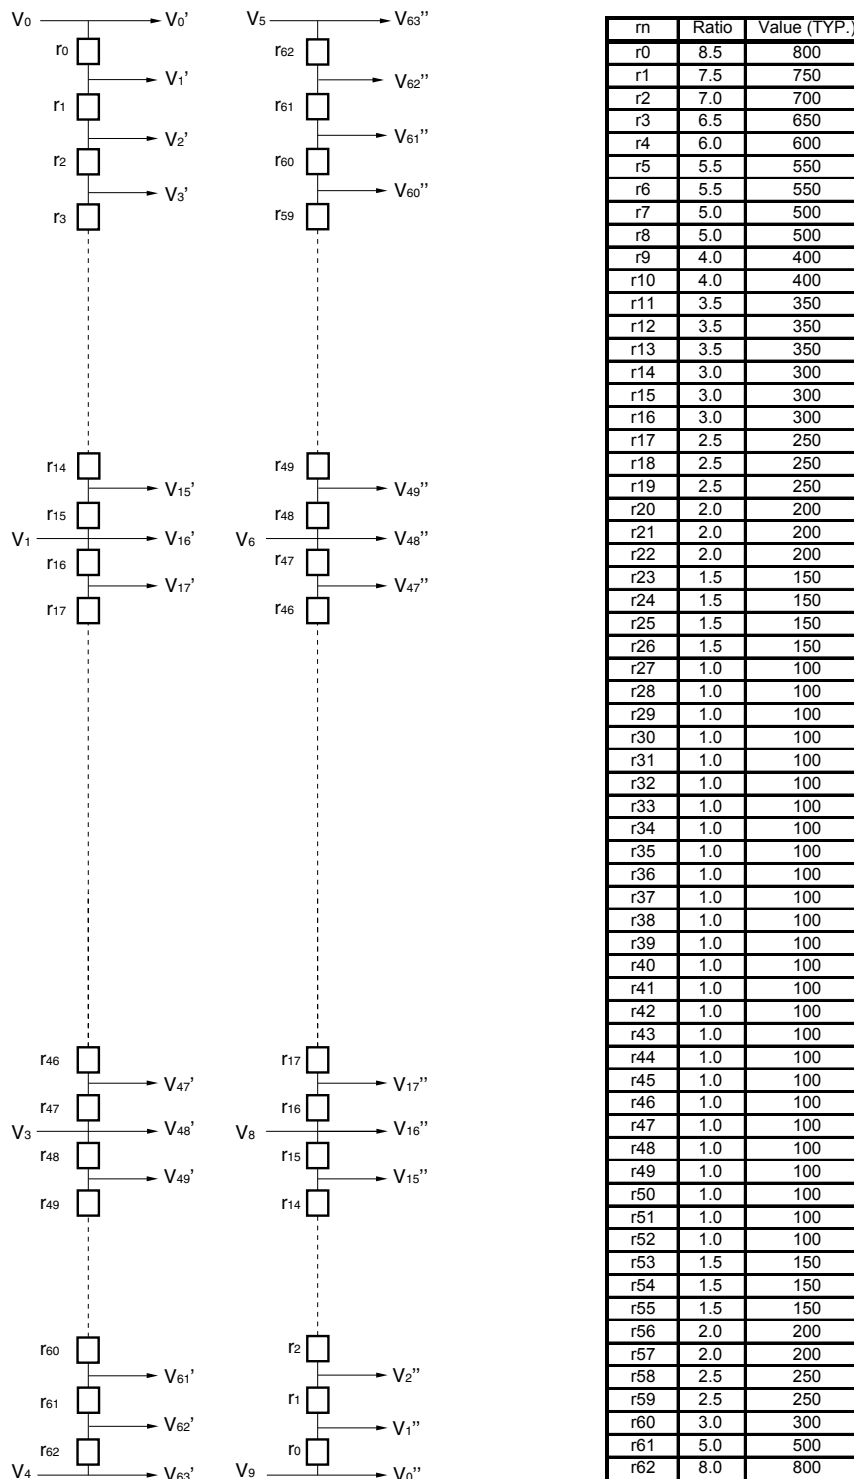 V0 V0'
r0
V1'
r1
V2'
r2
V3'
r3
r14
V15'
r15
V1 V16'
r16
V17'
r17
r46
V47'
r47
V3 V48'
r48
V49'
r49
r60
V61'
r61
V62'
r62
V4 V63'
V5 V63''
r62
V62''
r61
V61''
r60
V60''
r59
r49
V49''
r48
V6 V48''
r47
V47''
r46
r17
V17''
r16
V8 V16''
r15
V15''
r14
r2
V2''
r1
V1''
r0
V9 V0''
rn Ratio Value (TYP.)
r0 8.5 800
r1 7.5 750
r2 7.0 700
r3 6.5 650
r4 6.0 600
r5 5.5 550
r6 5.5 550
r7 5.0 500
r8 5.0 500
r9 4.0 400
r10 4.0 400
r11 3.5 350
r12 3.5 350
r13 3.5 350
r14 3.0 300
r15 3.0 300
r16 3.0 300
r17 2.5 250
r18 2.5 250
r19 2.5 250
r20 2.0 200
r21 2.0 200
r22 2.0 200
r23 1.5 150
r24 1.5 150
r25 1.5 150
r26 1.5 150
r27 1.0 100
r28 1.0 100
r29 1.0 100
r30 1.0 100
r31 1.0 100
r32 1.0 100
r33 1.0 100
r34 1.0 100
r35 1.0 100
r36 1.0 100
r37 1.0 100
r38 1.0 100
r39 1.0 100
r40 1.0 100
r41 1.0 100
r42 1.0 100
r43 1.0 100
r44 1.0 100
r45 1.0 100
r46 1.0 100
r47 1.0 100
r48 1.0 100
r49 1.0 100
r50 1.0 100
r51 1.0 100
r52 1.0 100
r53 1.5 150
r54 1.5 150
r55 1.5 150
r56 2.0 200
r57 2.0 200
r58 2.5 250
r59 2.5 250
r60 3.0 300
r61 5.0 500
r62 8.0 800